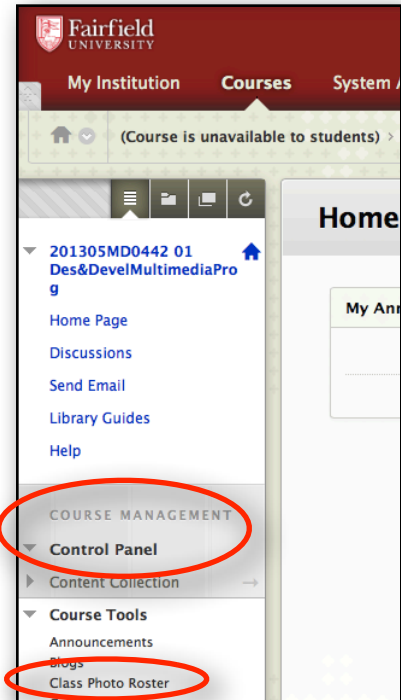 Fairfield
UNIVERSITY
My Institution Courses System
(Course is unavailable to students) >
Home
201305MD0442 01
Des&DevelMultimediaPro
g
My
Home Page
Discussions
Send Email
Library Guides
Help
COURSE MANAGEMENT
Control Panel
Content Collection
Course Tools
Announcements
Blogs
Class Photo Roster